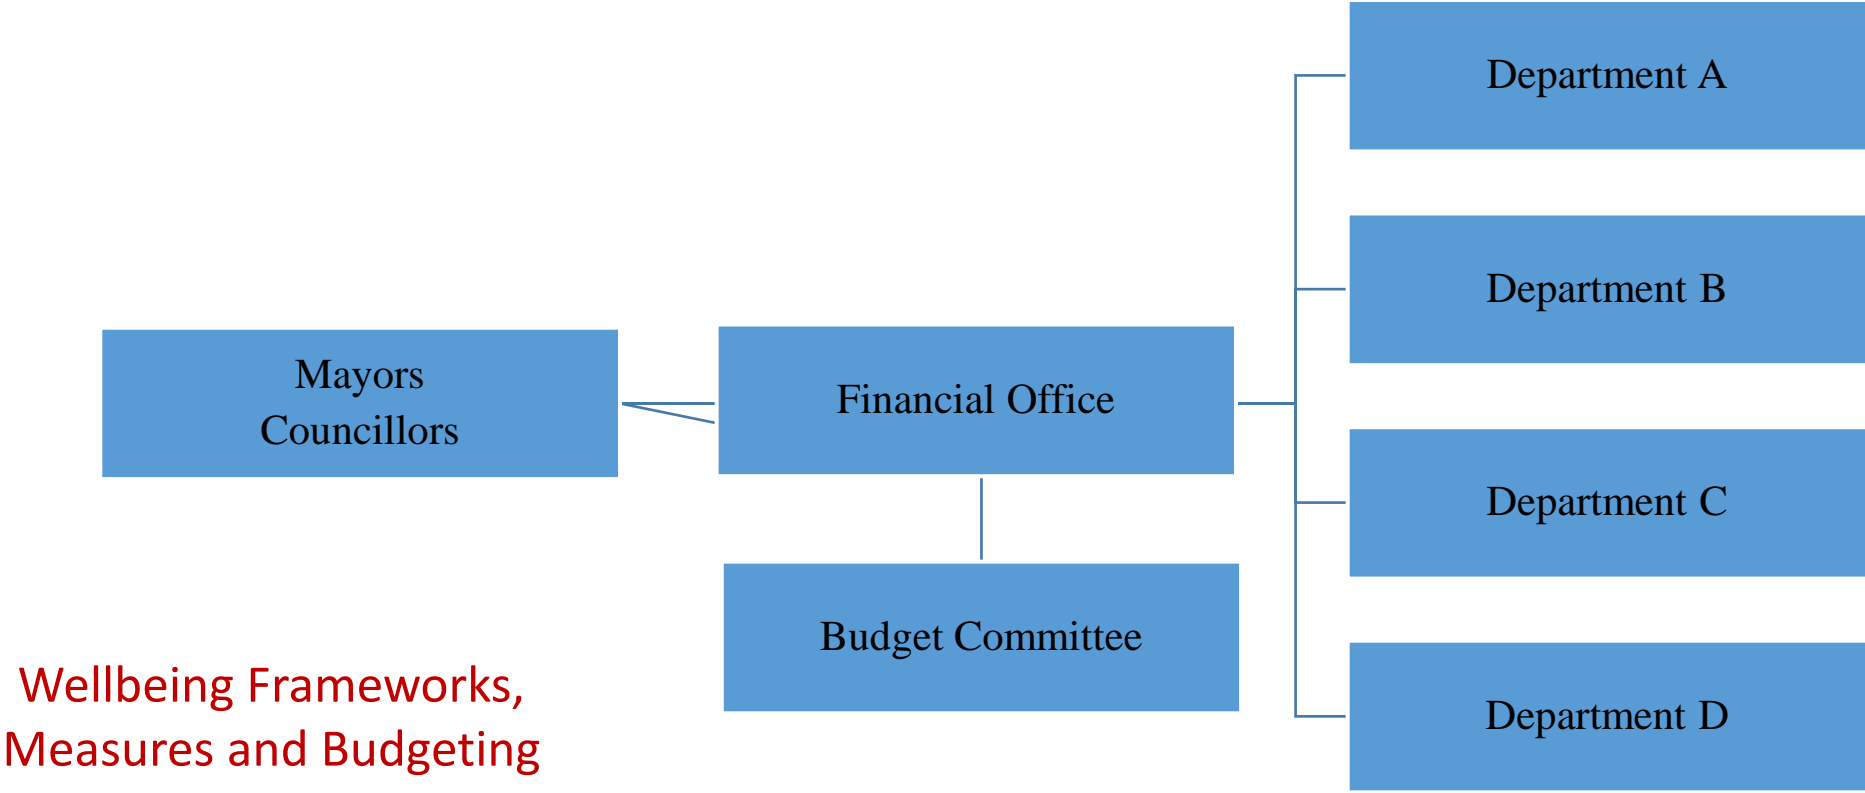 Mayors
Councillors
Financial Office
Budget Committee
Department A
Department B
Department C
Department D
Wellbeing Frameworks,
Measures and Budgeting